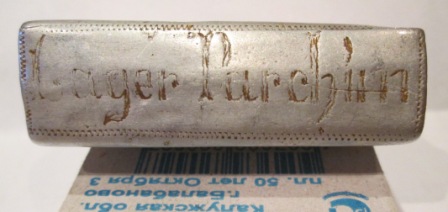 Lager Parchim
Калужская обл.
г.Балабаново
пл. 50 лет Октября 3